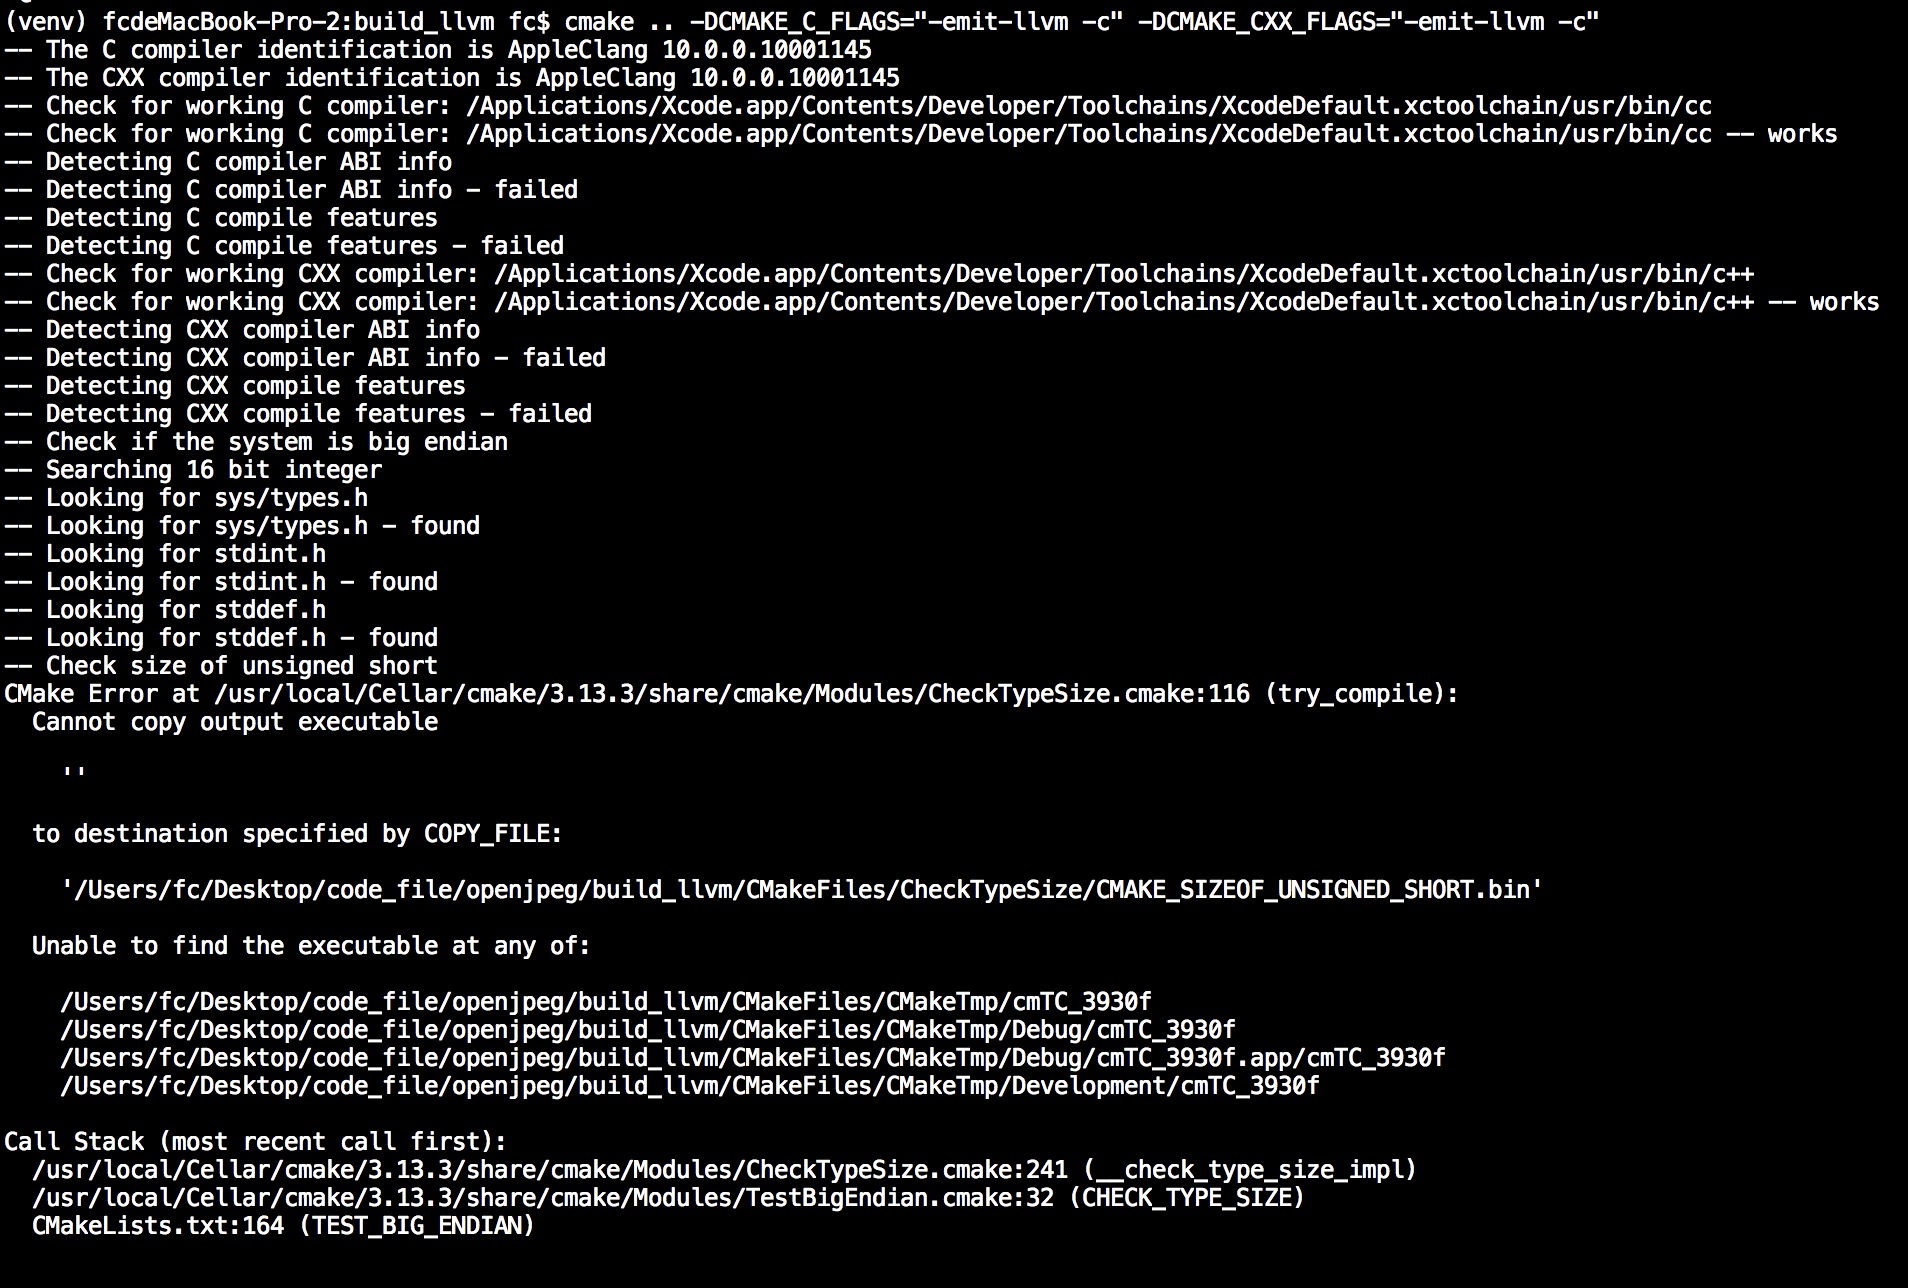 (venv) fcdeMacBook-Pro-2:build_llvm fc$ cmake .. -DCMAKE_C_FLAGS="-emit-llvm -c" -DCMAKE_CXX_FLAGS="-emit-llvm -c"
-- The C compiler identification is AppleClang 10.0.0.10001145
-- The CXX compiler identification is AppleClang 10.0.0.10001145
-- Check for working C compiler: /Applications/Xcode.app/Contents/Developer/Toolchains/XcodeDefault.xctoolchain/usr/bin/cc
-- Check for working C compiler: /Applications/Xcode.app/Contents/Developer/Toolchains/XcodeDefault.xctoolchain/usr/bin/cc -- works
-- Detecting C compiler ABI info
-- Detecting C compiler ABI info - failed
-- Detecting C compile features
-- Detecting C compile features - failed
-- Check for working CXX compiler: /Applications/Xcode.app/Contents/Developer/Toolchains/XcodeDefault.xctoolchain/usr/bin/c++
-- Check for working CXX compiler: /Applications/Xcode.app/Contents/Developer/Toolchains/XcodeDefault.xctoolchain/usr/bin/c++ -- works
-- Detecting CXX compiler ABI info
-- Detecting CXX compiler ABI info - failed
-- Detecting CXX compile features
-- Detecting CXX compile features - failed
-- Check if the system is big endian
-- Searching 16 bit integer
-- Looking for sys/types.h
-- Looking for sys/types.h - found
-- Looking for stdint.h
-- Looking for stdint.h - found
-- Looking for stddef.h
-- Looking for stddef.h - found
-- Check size of unsigned short
CMake Error at /usr/local/Cellar/cmake/3.13.3/share/cmake/Modules/CheckTypeSize.cmake:116 (try_compile):
Cannot copy output executable
''
to destination specified by COPY_FILE:
'/Users/fc/Desktop/code_file/openjpeg/build_llvm/CMakeFiles/CheckTypeSize/CMAKE_SIZEOF_UNSIGNED_SHORT.bin'
Unable to find the executable at any of:
/Users/fc/Desktop/code_file/openjpeg/build_llvm/CMakeFiles/CMakeTmp/cmTC_3930f
/Users/fc/Desktop/code_file/openjpeg/build_llvm/CMakeFiles/CMakeTmp/Debug/cmTC_3930f
/Users/fc/Desktop/code_file/openjpeg/build_llvm/CMakeFiles/CMakeTmp/Debug/cmTC_3930f.app/cmTC_3930f
/Users/fc/Desktop/code_file/openjpeg/build_llvm/CMakeFiles/CMakeTmp/Development/cmTC_3930f
Call Stack (most recent call first):
/usr/local/Cellar/cmake/3.13.3/share/cmake/Modules/CheckTypeSize.cmake:241 (__check_type_size_impl)
/usr/local/Cellar/cmake/3.13.3/share/cmake/Modules/TestBigEndian.cmake:32 (CHECK_TYPE_SIZE)
CMakeLists.txt:164 (TEST_BIG_ENDIAN)